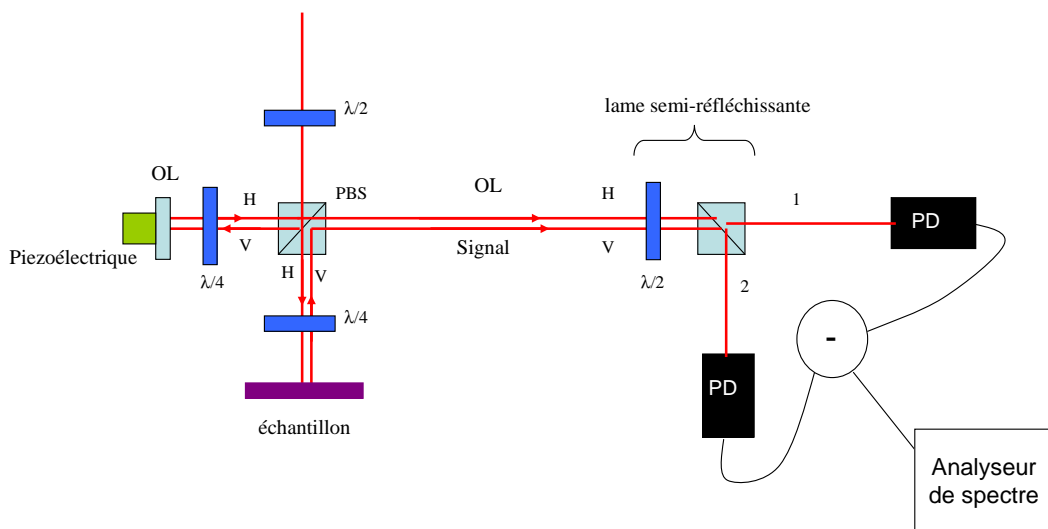 λ/2
lame semi-réfléchissante
OL
H
PBS
OL
H
1
PD
Piezoélectrique
V
Signal
V
λ/4
H
V
λ/2
2
λ/4
-
PD
échantillon
Analyseur
de spectre